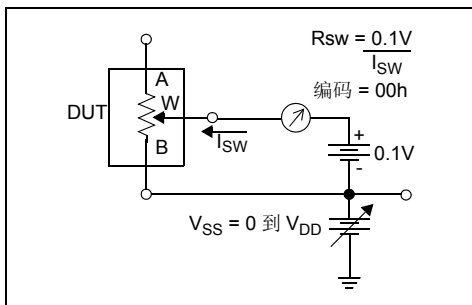 Rsw = 0.1V
I_SW
编码 = 00h
A
DUT
W
B
I_SW
+
0.1V
-
V_SS = 0 到 V_DD